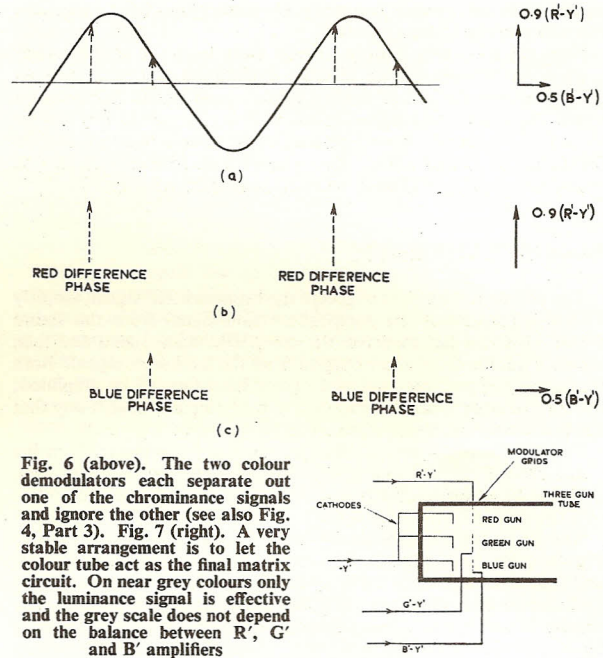 0·9(R'-Y')
0·5(B'-Y')
(a)
0·9(R'-Y')
RED DIFFERENCE
PHASE
RED DIFFERENCE
PHASE
(b)
BLUE DIFFERENCE
PHASE
BLUE DIFFERENCE
PHASE
0·5(B'-Y')
(c)
Fig. 6 (above). The two colour
demodulators each separate out
one of the chrominance signals
and ignore the other (see also Fig.
4, Part 3). Fig. 7 (right). A very
stable arrangement is to let the
colour tube act as the final matrix
circuit. On near grey colours only
the luminance signal is effective
and the grey scale does not depend
on the balance between R', G'
and B' amplifiers
MODULATOR
GRIDS
R'-Y'
THREE GUN
TUBE
CATHODES
RED GUN
GREEN GUN
BLUE GUN
-Y'
G'-Y'
B'-Y'